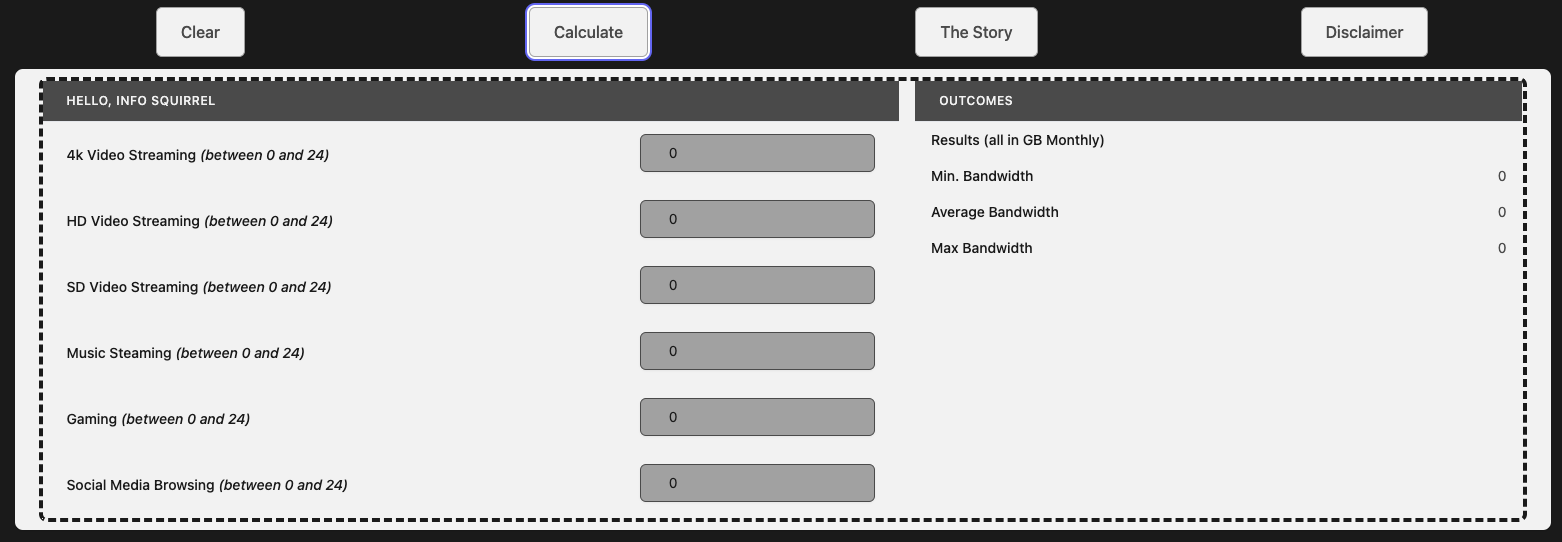 Clear
Calculate
The Story
Disclaimer
HELLO, INFO SQUIRREL
4k Video Streaming (between 0 and 24)
0
HD Video Streaming (between 0 and 24)
0
SD Video Streaming (between 0 and 24)
0
Music Steaming (between 0 and 24)
0
Gaming (between 0 and 24)
0
Social Media Browsing (between 0 and 24)
0
OUTCOMES
Results (all in GB Monthly)
Min. Bandwidth 0
Average Bandwidth 0
Max Bandwidth 0